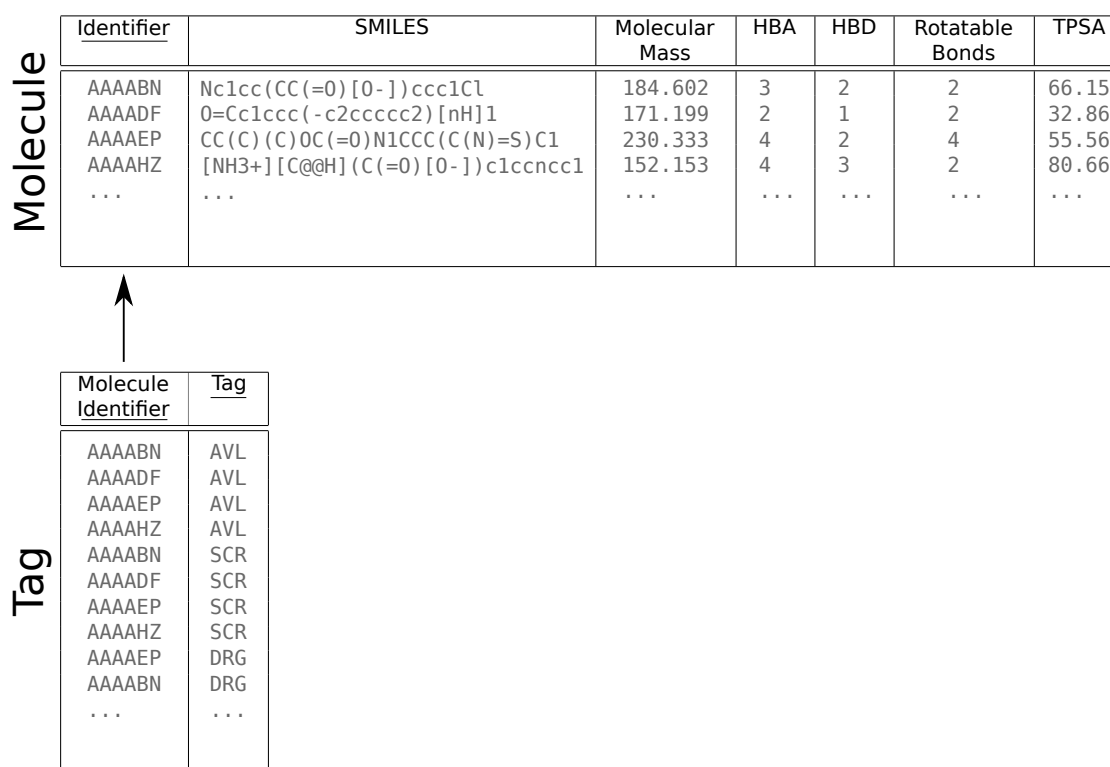 Molecule
Identifier SMILES Molecular Mass HBA HBD Rotatable Bonds TPSA
AAAABN Nc1cc(CC(=O)[O-])ccc1Cl 184.602 3 2 2 66.15
AAAADF O=Cc1ccc(-c2ccccc2)[nH]1 171.199 2 1 2 32.86
AAAAEP CC(C)(C)OC(=O)N1CCC(C(N)=S)C1 230.333 4 2 4 55.56
AAAAHZ [NH3+][C@@H](C(=O)[O-])c1ccncc1 152.153 4 3 2 80.66
... ... ... ... ... ... ...
Tag
Molecule Identifier Tag
AAAABN AVL
AAAADF AVL
AAAAEP AVL
AAAAHZ AVL
AAAABN SCR
AAAADF SCR
AAAAEP SCR
AAAAHZ SCR
AAAAEP DRG
AAAABN DRG
... ...